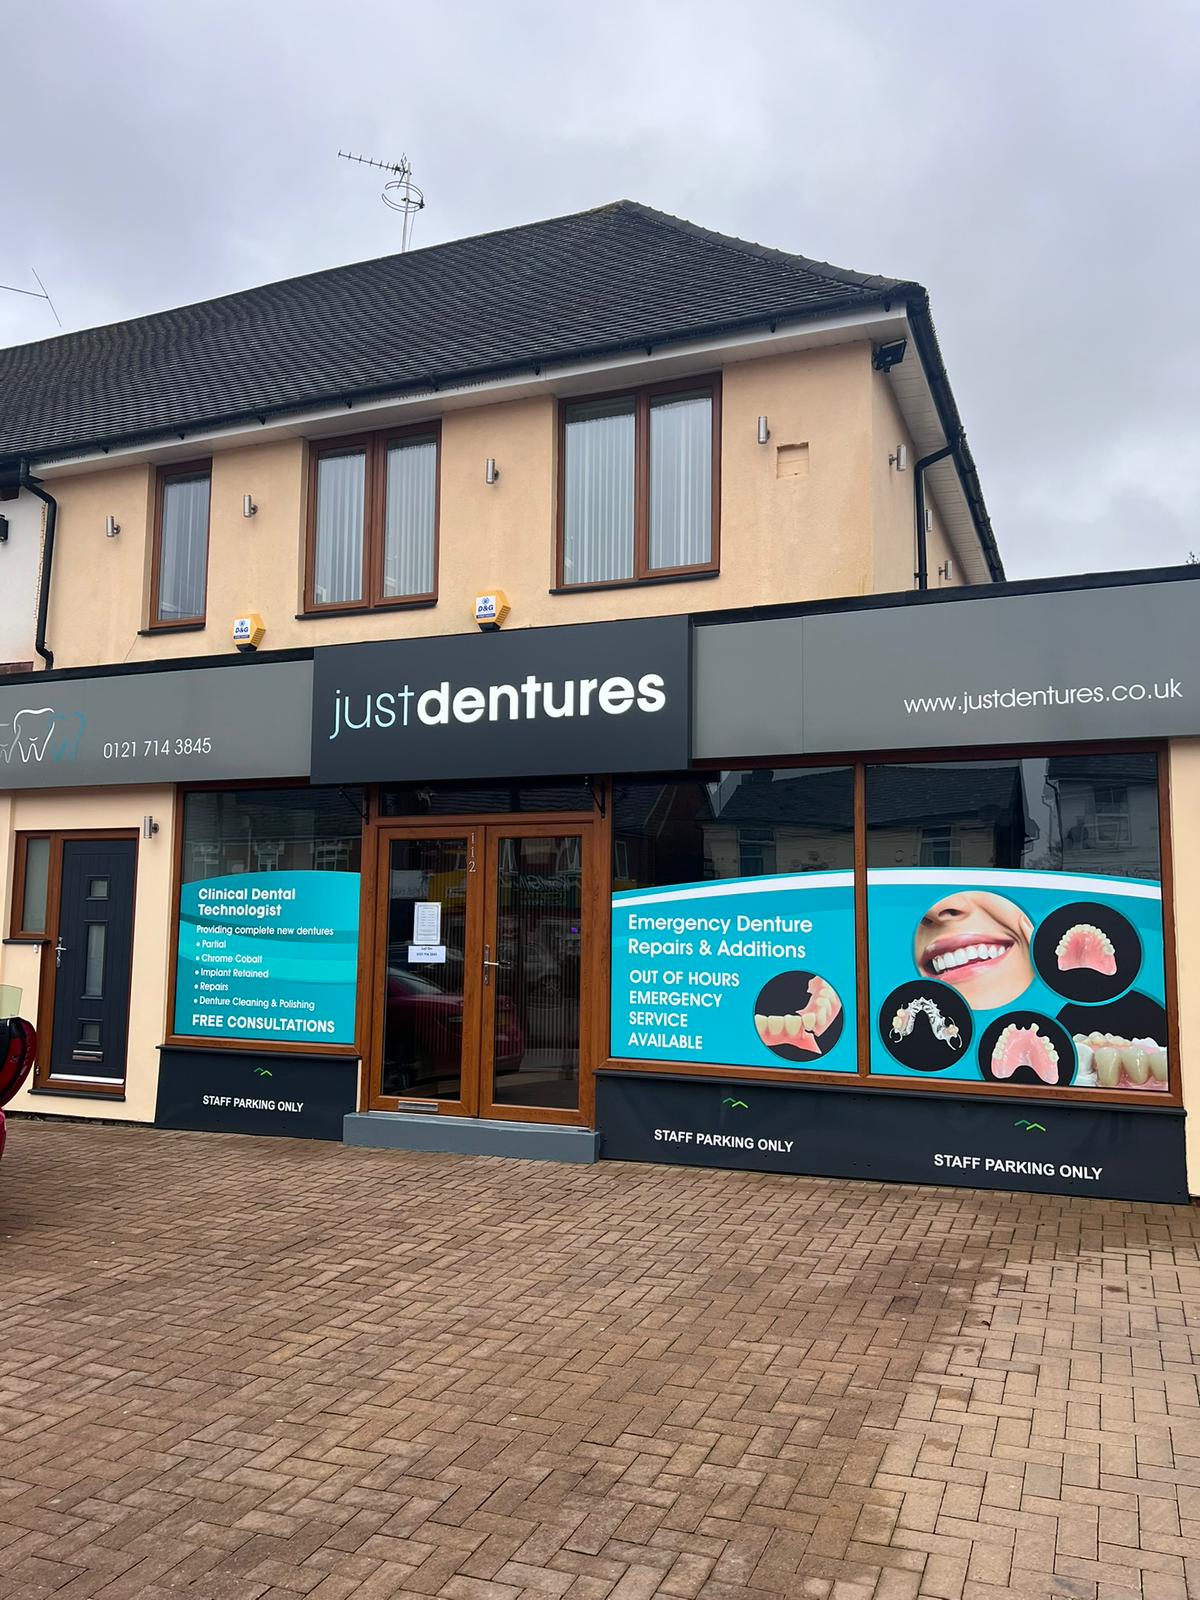 D&G
D&G
justdentures
www.justdentures.co.uk
0121 714 3845
112
Clinical Dental
Technologist
Providing complete new dentures
• Partial
• Chrome Cobalt
• Implant Retained
• Repairs
• Denture Cleaning & Polishing
FREE CONSULTATIONS
Emergency Denture
Repairs & Additions
OUT OF HOURS
EMERGENCY
SERVICE
AVAILABLE
STAFF PARKING ONLY
STAFF PARKING ONLY
STAFF PARKING ONLY